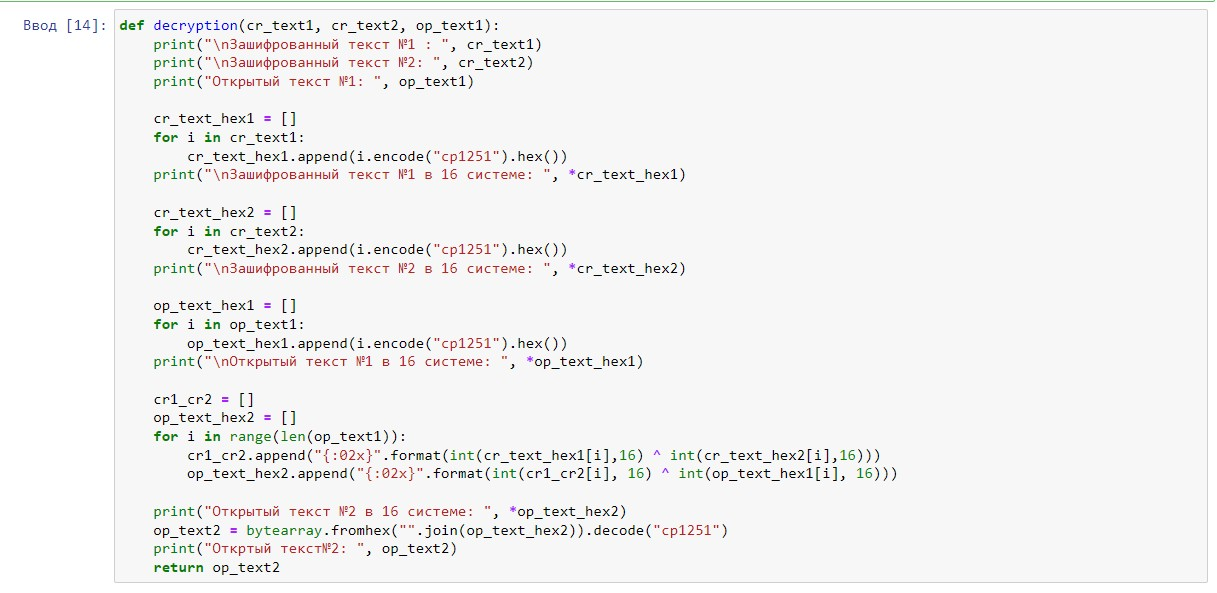 Ввод [14]: def decryption(cr_text1, cr_text2, op_text1):
    print("\nЗашифрованный текст №1 : ", cr_text1)
    print("\nЗашифрованный текст №2: ", cr_text2)
    print("Открытый текст №1: ", op_text1)

    cr_text_hex1 = []
    for i in cr_text1:
        cr_text_hex1.append(i.encode("cp1251").hex())
    print("\nЗашифрованный текст №1 в 16 системе: ", *cr_text_hex1)

    cr_text_hex2 = []
    for i in cr_text2:
        cr_text_hex2.append(i.encode("cp1251").hex())
    print("\nЗашифрованный текст №2 в 16 системе: ", *cr_text_hex2)

    op_text_hex1 = []
    for i in op_text1:
        op_text_hex1.append(i.encode("cp1251").hex())
    print("\nОткрытый текст №1 в 16 системе: ", *op_text_hex1)

    cr1_cr2 = []
    op_text_hex2 = []
    for i in range(len(op_text1)):
        cr1_cr2.append("{:02x}".format(int(cr_text_hex1[i],16) ^ int(cr_text_hex2[i],16)))
        op_text_hex2.append("{:02x}".format(int(cr1_cr2[i], 16) ^ int(op_text_hex1[i], 16)))

    print("Открытый текст №2 в 16 системе: ", *op_text_hex2)
    op_text2 = bytearray.fromhex("".join(op_text_hex2)).decode("cp1251")
    print("Откртый текст№2: ", op_text2)
    return op_text2